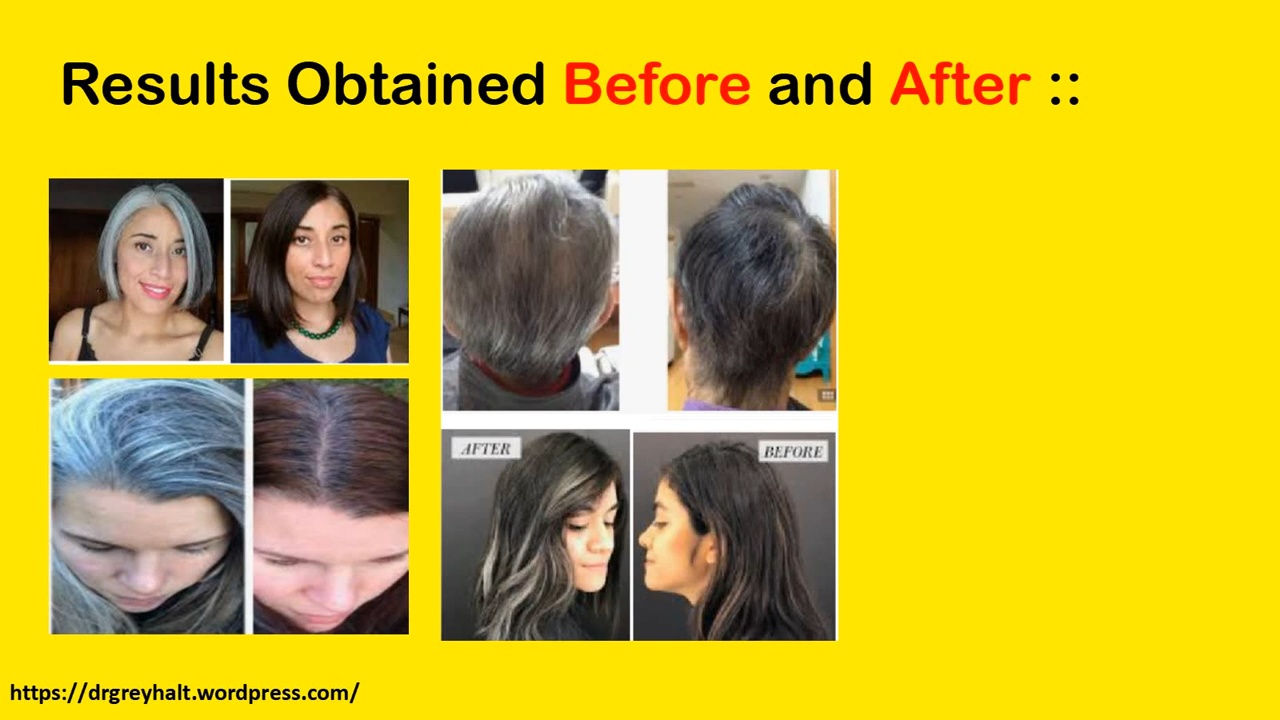 Results Obtained Before and After ::
AFTER
BEFORE
https://drgreyhalt.wordpress.com/